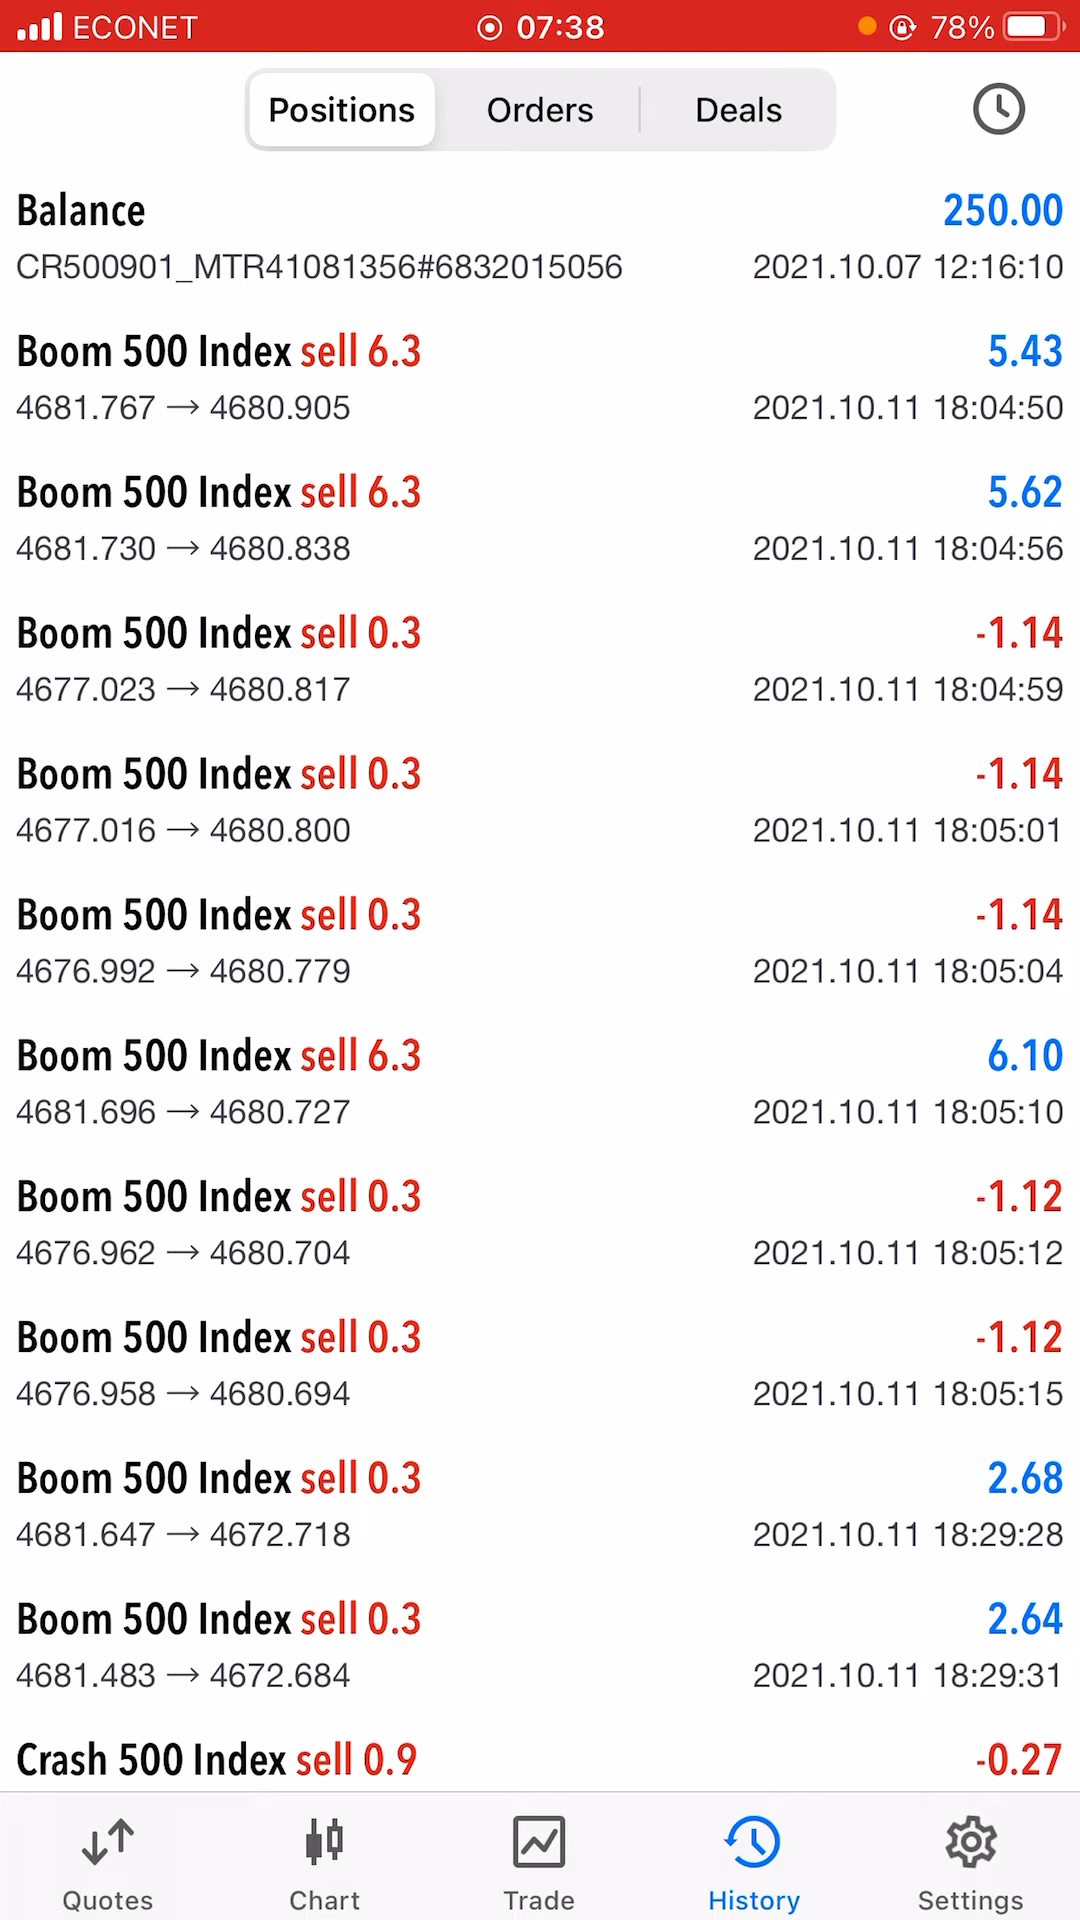 ECONET 07:38 78%
Positions Orders Deals
Balance 250.00
CR500901_MTR41081356#6832015056 2021.10.07 12:16:10
Boom 500 Index sell 6.3 5.43
4681.767 → 4680.905 2021.10.11 18:04:50
Boom 500 Index sell 6.3 5.62
4681.730 → 4680.838 2021.10.11 18:04:56
Boom 500 Index sell 0.3 -1.14
4677.023 → 4680.817 2021.10.11 18:04:59
Boom 500 Index sell 0.3 -1.14
4677.016 → 4680.800 2021.10.11 18:05:01
Boom 500 Index sell 0.3 -1.14
4676.992 → 4680.779 2021.10.11 18:05:04
Boom 500 Index sell 6.3 6.10
4681.696 → 4680.727 2021.10.11 18:05:10
Boom 500 Index sell 0.3 -1.12
4676.962 → 4680.704 2021.10.11 18:05:12
Boom 500 Index sell 0.3 -1.12
4676.958 → 4680.694 2021.10.11 18:05:15
Boom 500 Index sell 0.3 2.68
4681.647 → 4672.718 2021.10.11 18:29:28
Boom 500 Index sell 0.3 2.64
4681.483 → 4672.684 2021.10.11 18:29:31
Crash 500 Index sell 0.9 -0.27
Quotes Chart Trade History Settings